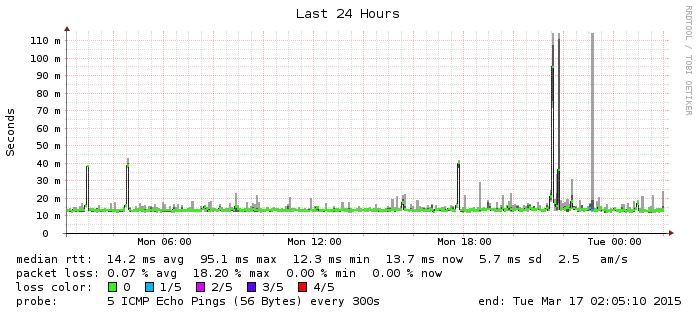 Last 24 Hours
RRDTOOL / TOBI OETIKER
Seconds
110 m
100 m
90 m
80 m
70 m
60 m
50 m
40 m
30 m
20 m
10 m
0
Mon 06:00 Mon 12:00 Mon 18:00 Tue 00:00
median rtt: 14.2 ms avg 95.1 ms max 12.3 ms min 13.7 ms now 5.7 ms sd 2.5 am/s
packet loss: 0.07 % avg 18.20 % max 0.00 % min 0.00 % now
loss color: 0 1/5 2/5 3/5 4/5
probe: 5 ICMP Echo Pings (56 Bytes) every 300s end: Tue Mar 17 02:05:10 2015